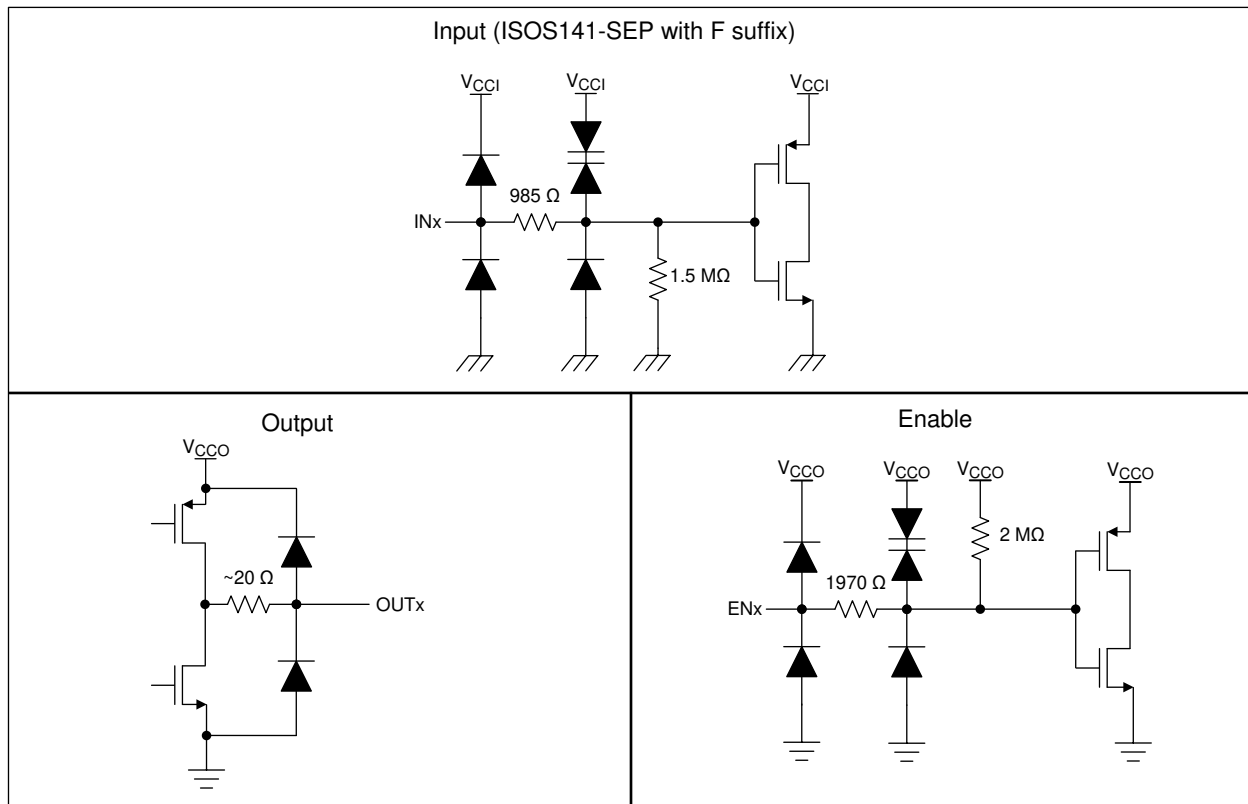 Input (ISOS141-SEP with F suffix)
VCCI
VCCI
VCCI
985 Ω
INx
1.5 MΩ
Output
VCCO
~20 Ω
OUTx
Enable
VCCO
VCCO
VCCO
VCCO
2 MΩ
1970 Ω
ENx